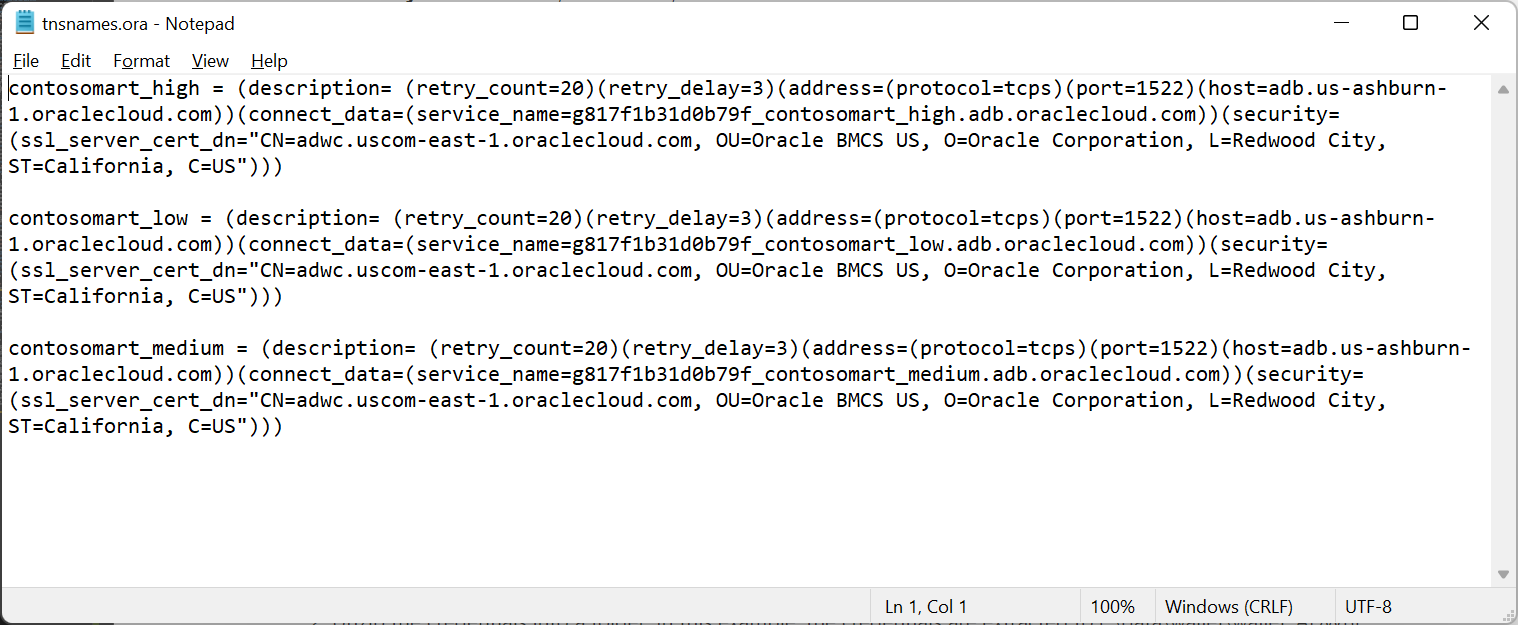 tnsnames.ora - Notepad
File Edit Format View Help
contosomart_high = (description= (retry_count=20)(retry_delay=3)(address=(protocol=tcps)(port=1522)(host=adb.us-ashburn-
1.oraclecloud.com))(connect_data=(service_name=g817f1b31d0b79f_contosomart_high.adb.oraclecloud.com))(security=
(ssl_server_cert_dn="CN=adwc.uscom-east-1.oraclecloud.com, OU=Oracle BMCS US, O=Oracle Corporation, L=Redwood City,
ST=California, C=US")))
contosomart_low = (description= (retry_count=20)(retry_delay=3)(address=(protocol=tcps)(port=1522)(host=adb.us-ashburn-
1.oraclecloud.com))(connect_data=(service_name=g817f1b31d0b79f_contosomart_low.adb.oraclecloud.com))(security=
(ssl_server_cert_dn="CN=adwc.uscom-east-1.oraclecloud.com, OU=Oracle BMCS US, O=Oracle Corporation, L=Redwood City,
ST=California, C=US")))
contosomart_medium = (description= (retry_count=20)(retry_delay=3)(address=(protocol=tcps)(port=1522)(host=adb.us-ashburn-
1.oraclecloud.com))(connect_data=(service_name=g817f1b31d0b79f_contosomart_medium.adb.oraclecloud.com))(security=
(ssl_server_cert_dn="CN=adwc.uscom-east-1.oraclecloud.com, OU=Oracle BMCS US, O=Oracle Corporation, L=Redwood City,
ST=California, C=US")))
Ln 1, Col 1 100% Windows (CRLF) UTF-8